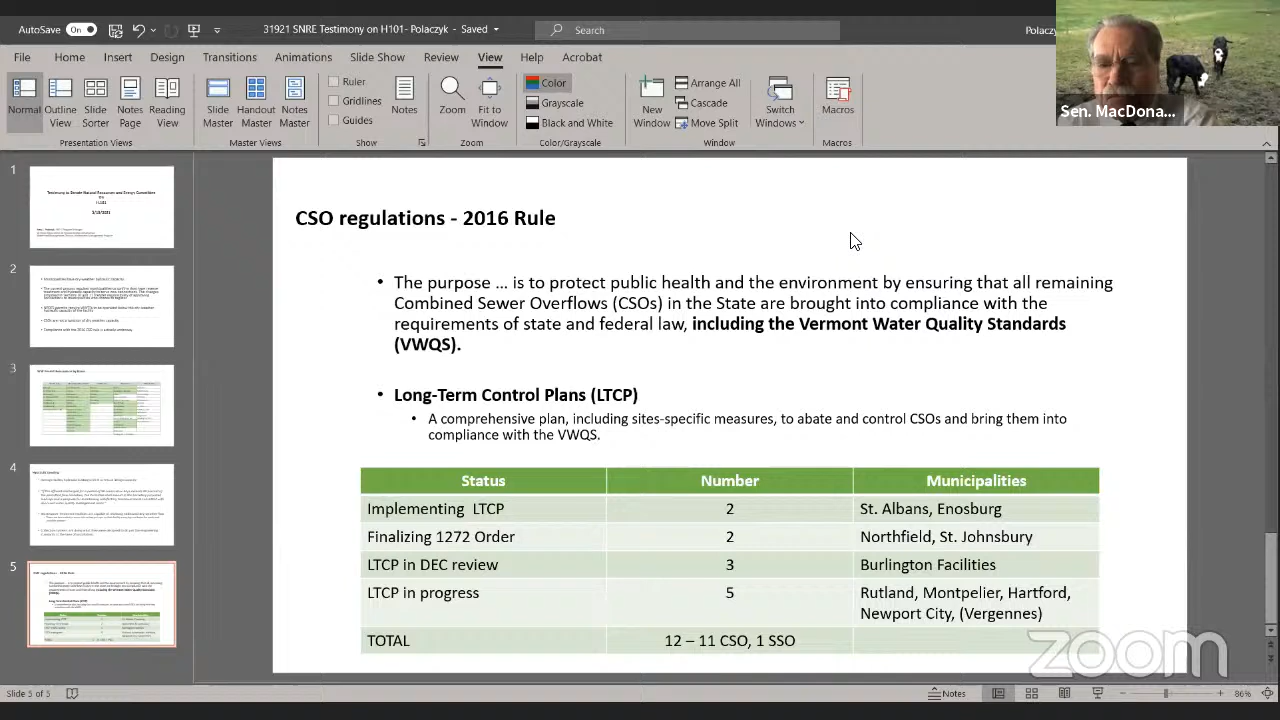 AutoSave On 31921 SNRE Testimony on H101- Polaczyk - Saved Search
File Home Insert Design Transitions Animations Slide Show Review View Help Acrobat
Sen. MacDona...
Normal Outline View Slide Sorter Notes Page Reading View
Slide Master Handout Master Notes Master
Ruler
Gridlines
Guides
Notes
Zoom Fit to Window
Color
Grayscale
Black and White
New Window
Arrange All
Cascade
Move Split
Switch Windows
Macros
Presentation Views Master Views Show Zoom Color/Grayscale Window Macros
1
2
3
4
5
CSO regulations - 2016 Rule
• The purpose ...is to protect public health and the environment by ensuring that all remaining
Combined Sewer Overflows (CSOs) in the State are brought into compliance with the
requirements of state and federal law, including the Vermont Water Quality Standards
(VWQS).
• Long-Term Control Plans (LTCP)
• A comprehensive plan, including sites-specific measures, to abate and control CSOs and bring them into
compliance with the VWQS.
Status Number Municipalities
Implementing LTCP 2 St. Albans, Enosburg
Finalizing 1272 Order 2 Northfield, St. Johnsbury
LTCP in DEC review 3 Burlington Facilities
LTCP in progress 5 Rutland, Montpelier, Hartford,
Newport City, (Vergennes)
TOTAL 12 – 11 CSO, 1 SSO
zoom
Slide 5 of 5 Notes 86%